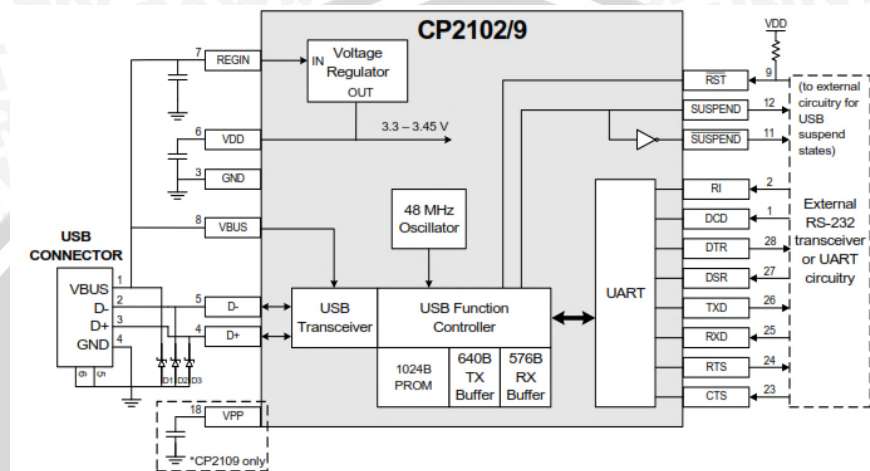 CP2102/9
7
REGIN
IN
Voltage
Regulator
OUT
6
VDD
3.3 – 3.45 V
3
GND
8
VBUS
48 MHz
Oscillator
USB
CONNECTOR
VBUS
1
D-
2
D+
3
GND
4
6
5
D1
D2
D3
5
D-
4
D+
USB
Transceiver
USB Function
Controller
1024B
PROM
640B
TX
Buffer
576B
RX
Buffer
18
VPP
*CP2109 only
UART
VDD
RST
9
SUSPEND
12
SUSPEND
11
RI
2
DCD
1
DTR
28
DSR
27
TXD
26
RXD
25
RTS
24
CTS
23
(to external
circuitry for
USB
suspend
states)
External
RS-232
transceiver
or UART
circuitry